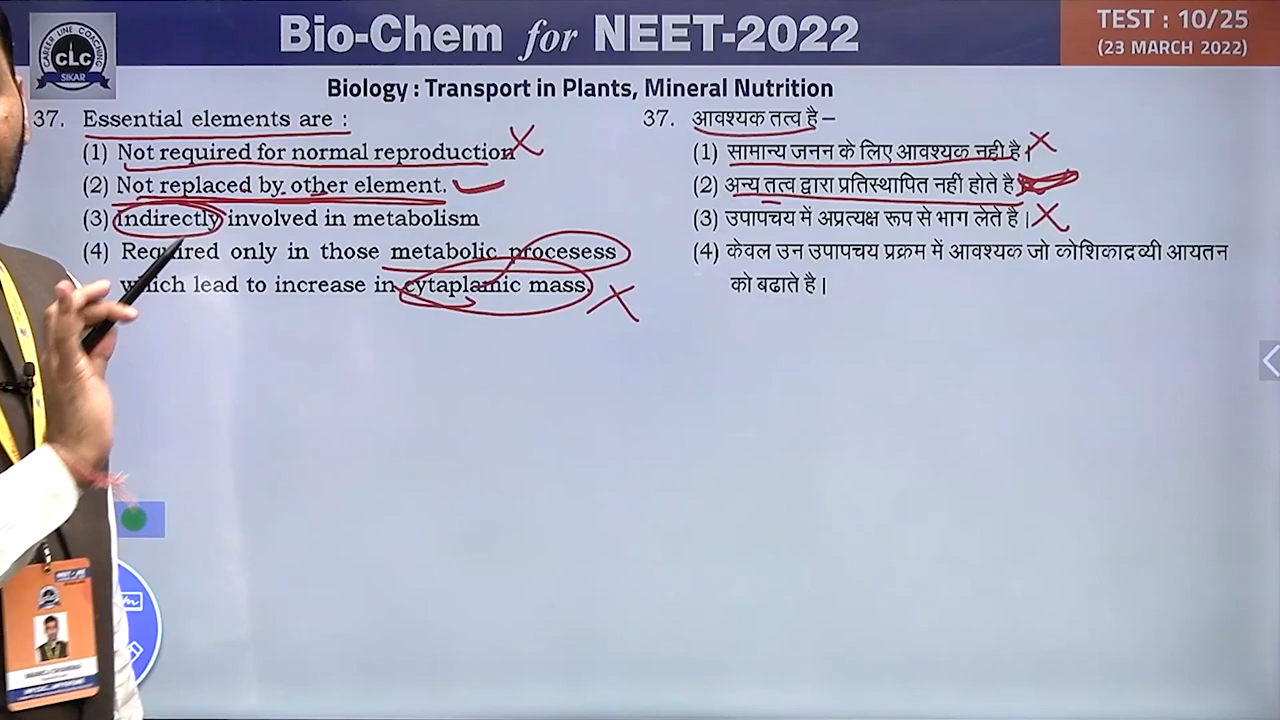 CAREER LINE COACHING
CLC
SIKAR
Bio-Chem for NEET-2022
TEST : 10/25
(23 MARCH 2022)
Biology : Transport in Plants, Mineral Nutrition
37. Essential elements are :
(1) Not required for normal reproduction
(2) Not replaced by other element.
(3) Indirectly involved in metabolism
(4) Required only in those metabolic procesess
which lead to increase in cytaplamic mass.
37. आवश्यक तत्व है –
(1) सामान्य जनन के लिए आवश्यक नही है।
(2) अन्य तत्व द्वारा प्रतिस्थापित नही होते है
(3) उपापचय में अप्रत्यक्ष रूप से भाग लेते है।
(4) केवल उन उपापचय प्रक्रम में आवश्यक जो कोशिकाद्रव्यी आयतन
को बढाते है।